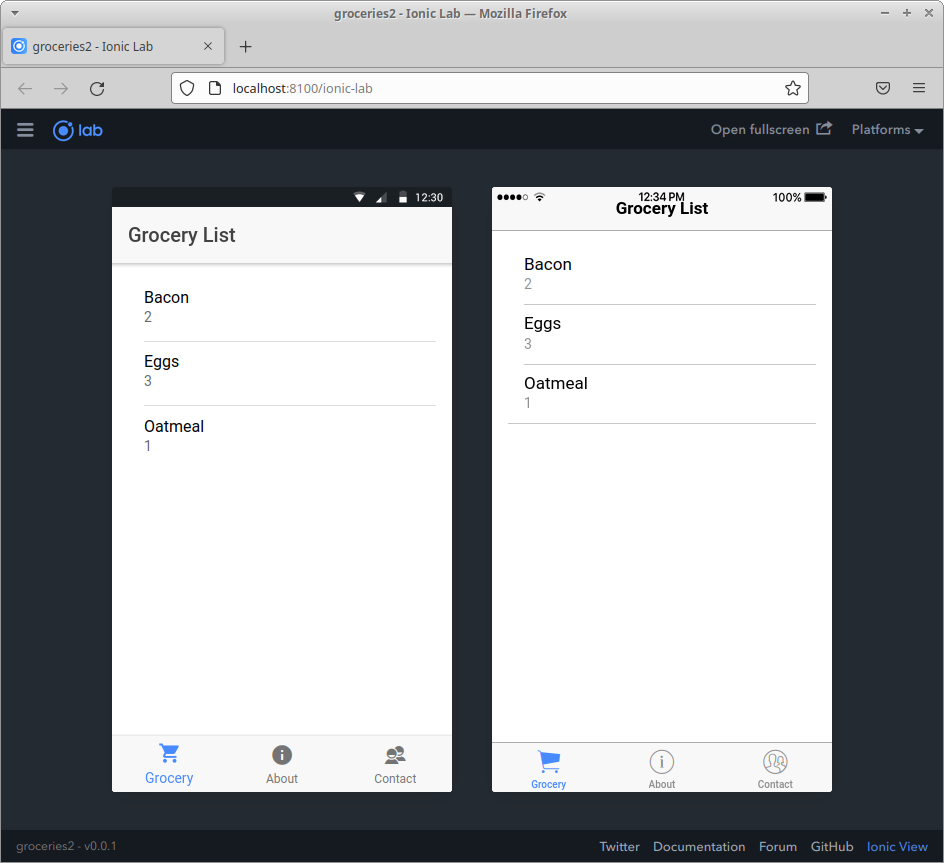 groceries2 - Ionic Lab — Mozilla Firefox
groceries2 - Ionic Lab
localhost:8100/ionic-lab
lab
Open fullscreen
Platforms
12:30
Grocery List
Bacon
2
Eggs
3
Oatmeal
1
Grocery
About
Contact
12:34 PM
100%
Grocery List
Bacon
2
Eggs
3
Oatmeal
1
Grocery
About
Contact
groceries2 - v0.0.1
Twitter Documentation Forum GitHub Ionic View